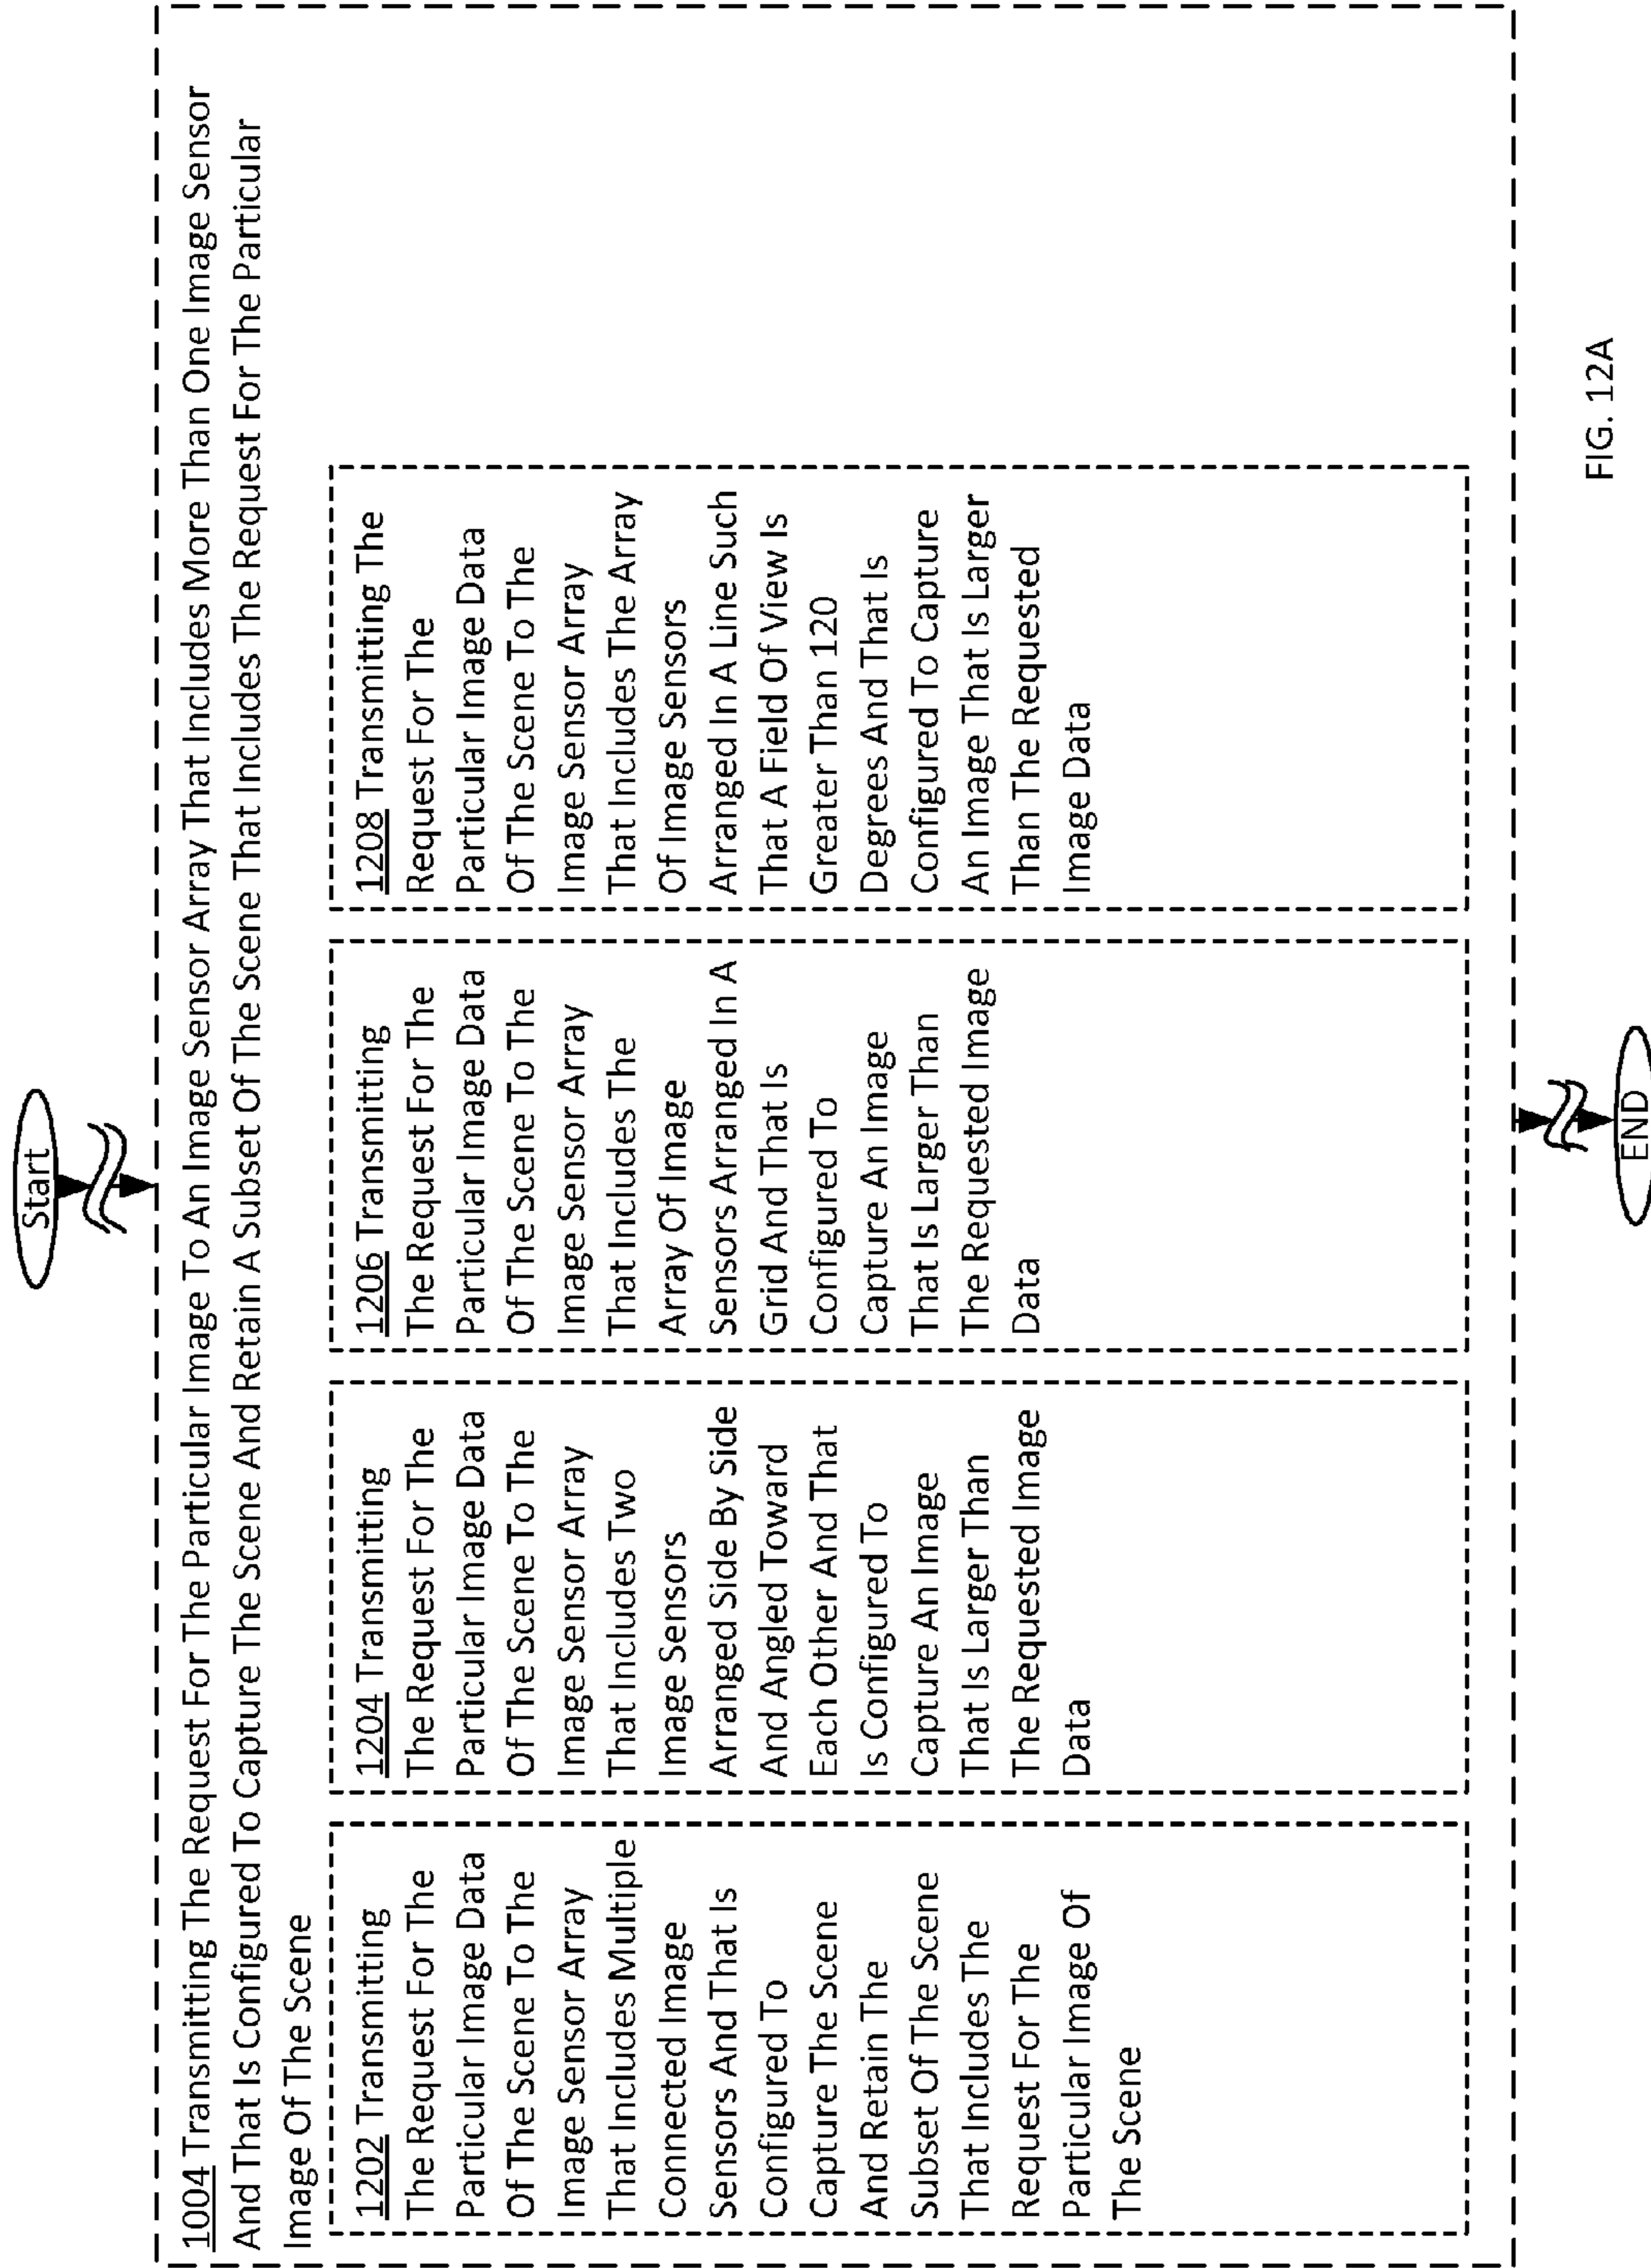 Start
1004 Transmitting The Request For The Particular Image To An Image Sensor Array That Includes More Than One Image Sensor
And That Is Configured To Capture The Scene And Retain A Subset Of The Scene That Includes The Request For The Particular
Image Of The Scene
1202 Transmitting
The Request For The
Particular Image Data
Of The Scene To The
Image Sensor Array
That Includes Multiple
Connected Image
Sensors And That Is
Configured To
Capture The Scene
And Retain The
Subset Of The Scene
That Includes The
Request For The
Particular Image Of
The Scene
1204 Transmitting
The Request For The
Particular Image Data
Of The Scene To The
Image Sensor Array
That Includes Two
Image Sensors
Arranged Side By Side
And Angled Toward
Each Other And That
Is Configured To
Capture An Image
That Is Larger Than
The Requested Image
Data
1206 Transmitting
The Request For The
Particular Image Data
Of The Scene To The
Image Sensor Array
That Includes The
Array Of Image
Sensors Arranged In A
Grid And That Is
Configured To
Capture An Image
That Is Larger Than
The Requested Image
Data
1208 Transmitting The
Request For The
Particular Image Data
Of The Scene To The
Image Sensor Array
That Includes The Array
Of Image Sensors
Arranged In A Line Such
That A Field Of View Is
Greater Than 120
Degrees And That Is
Configured To Capture
An Image That Is Larger
Than The Requested
Image Data
END
FIG. 12A